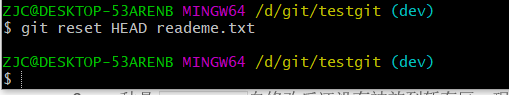 ZJC@DESKTOP-53ARENB MINGW64 /d/git/testgit (dev)
$ git reset HEAD reademe.txt
ZJC@DESKTOP-53ARENB MINGW64 /d/git/testgit (dev)
$